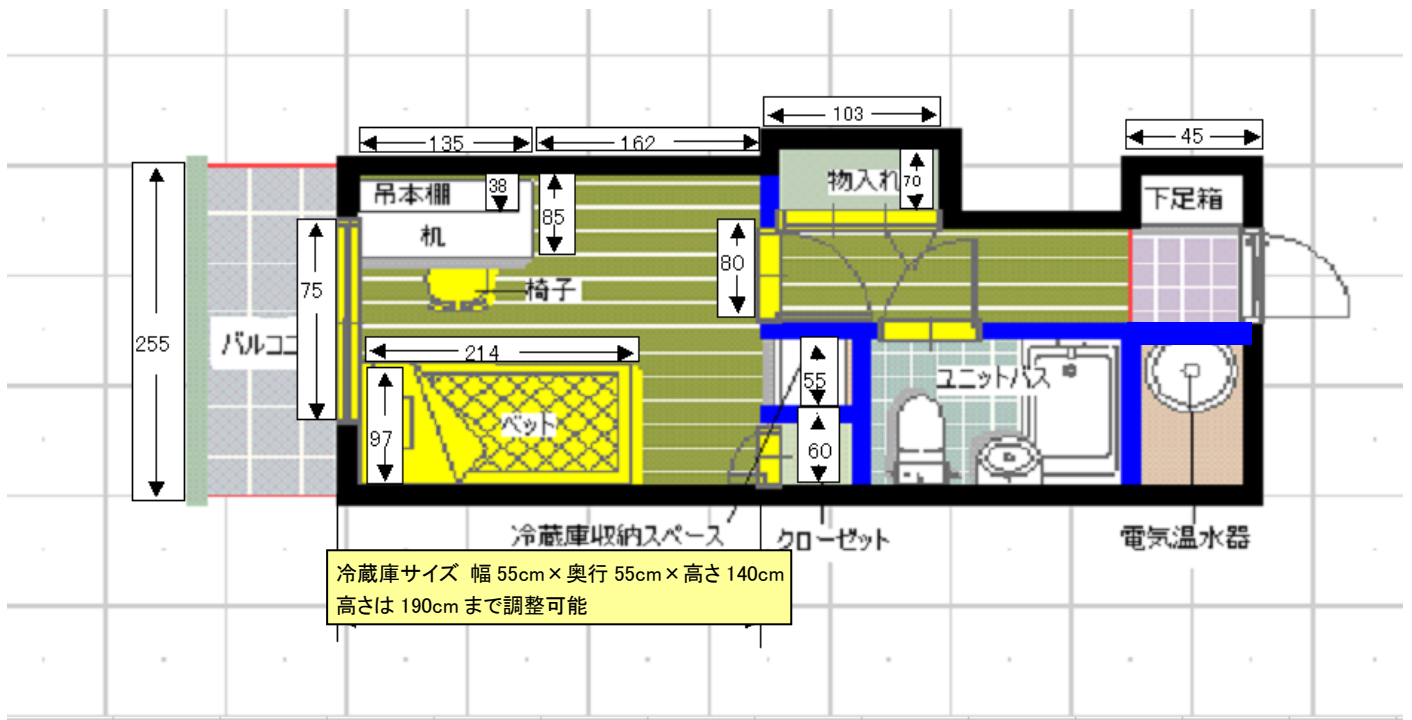 103
135
162
45
吊本棚
38
物入れ
70
下足箱
85
机
80
椅子
75
255
バルコニ
214
55
ユニットバス
97
ベット
60
冷蔵庫収納スペース
クローゼット
電気温水器
冷蔵庫サイズ 幅 55cm×奥行 55cm×高さ 140cm
高さは 190cm まで調整可能